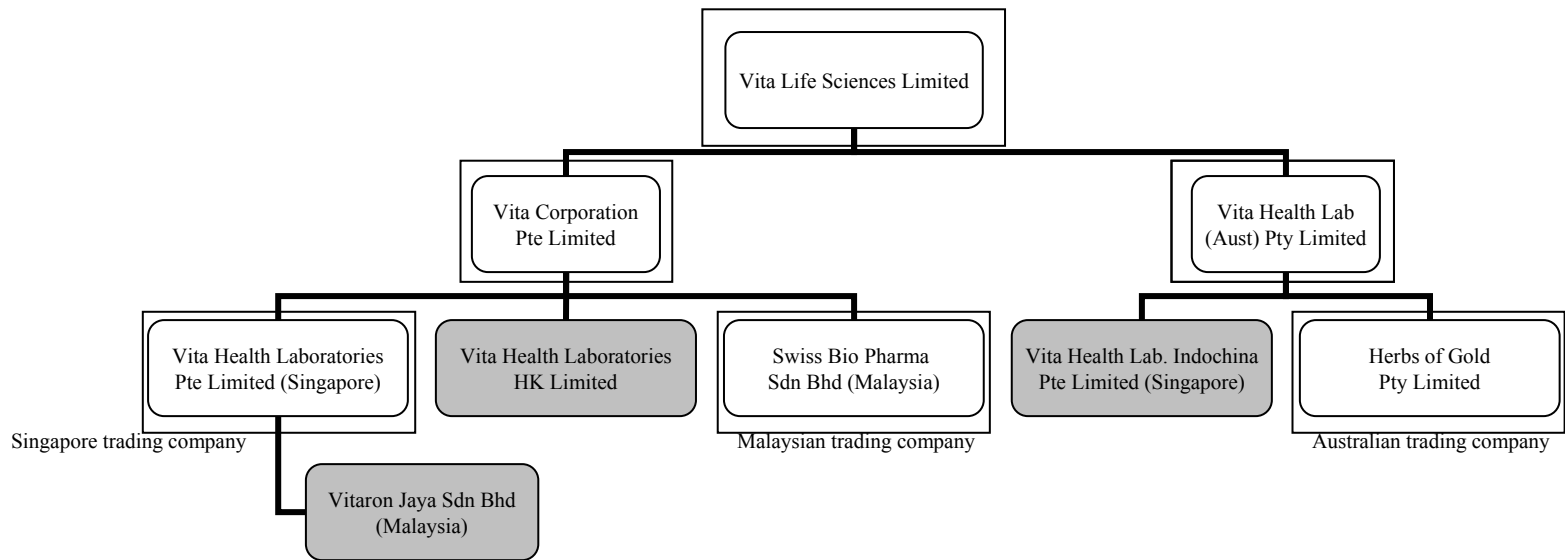 Vita Life Sciences Limited
Vita Corporation
Pte Limited
Vita Health Lab
(Aust) Pty Limited
Vita Health Laboratories
Pte Limited (Singapore)
Vita Health Laboratories
HK Limited
Swiss Bio Pharma
Sdn Bhd (Malaysia)
Vita Health Lab. Indochina
Pte Limited (Singapore)
Herbs of Gold
Pty Limited
Singapore trading company
Malaysian trading company
Australian trading company
Vitaron Jaya Sdn Bhd
(Malaysia)